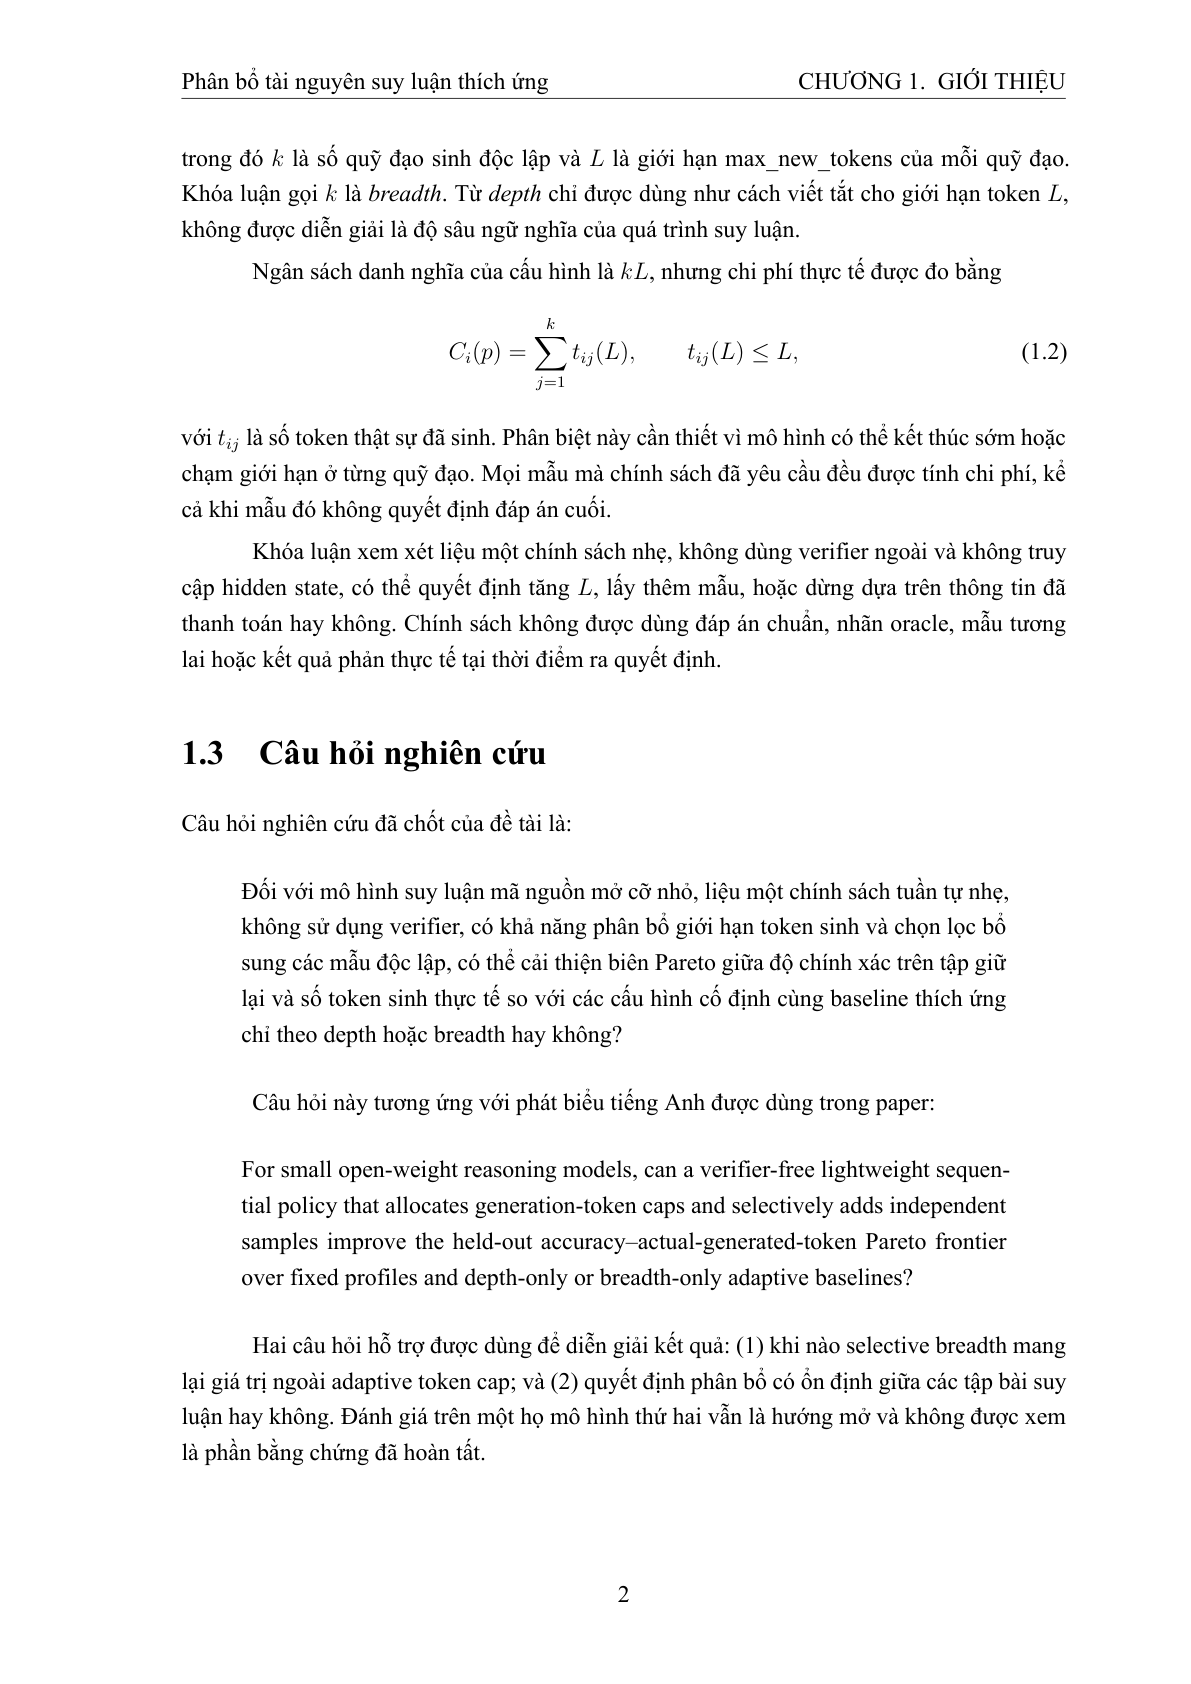 Phân bổ tài nguyên suy luận thích ứng CHƯƠNG 1. GIỚI THIỆU
trong đó k là số quỹ đạo sinh độc lập và L là giới hạn max_new_tokens của mỗi quỹ đạo.
Khóa luận gọi k là breadth. Từ depth chỉ được dùng như cách viết tắt cho giới hạn token L,
không được diễn giải là độ sâu ngữ nghĩa của quá trình suy luận.
Ngân sách danh nghĩa của cấu hình là kL, nhưng chi phí thực tế được đo bằng
C_i(p) = \sum_{j=1}^{k} t_{ij}(L), t_{ij}(L) ≤ L, (1.2)
với t_{ij} là số token thật sự đã sinh. Phân biệt này cần thiết vì mô hình có thể kết thúc sớm hoặc
chạm giới hạn ở từng quỹ đạo. Mọi mẫu mà chính sách đã yêu cầu đều được tính chi phí, kể
cả khi mẫu đó không quyết định đáp án cuối.
Khóa luận xem xét liệu một chính sách nhẹ, không dùng verifier ngoài và không truy
cập hidden state, có thể quyết định tăng L, lấy thêm mẫu, hoặc dừng dựa trên thông tin đã
thanh toán hay không. Chính sách không được dùng đáp án chuẩn, nhãn oracle, mẫu tương
lai hoặc kết quả phản thực tế tại thời điểm ra quyết định.
1.3 Câu hỏi nghiên cứu
Câu hỏi nghiên cứu đã chốt của đề tài là:
Đối với mô hình suy luận mã nguồn mở cỡ nhỏ, liệu một chính sách tuần tự nhẹ,
không sử dụng verifier, có khả năng phân bổ giới hạn token sinh và chọn lọc bổ
sung các mẫu độc lập, có thể cải thiện biên Pareto giữa độ chính xác trên tập giữ
lại và số token sinh thực tế so với các cấu hình cố định cùng baseline thích ứng
chỉ theo depth hoặc breadth hay không?
Câu hỏi này tương ứng với phát biểu tiếng Anh được dùng trong paper:
For small open-weight reasoning models, can a verifier-free lightweight sequen-
tial policy that allocates generation-token caps and selectively adds independent
samples improve the held-out accuracy–actual-generated-token Pareto frontier
over fixed profiles and depth-only or breadth-only adaptive baselines?
Hai câu hỏi hỗ trợ được dùng để diễn giải kết quả: (1) khi nào selective breadth mang
lại giá trị ngoài adaptive token cap; và (2) quyết định phân bổ có ổn định giữa các tập bài suy
luận hay không. Đánh giá trên một họ mô hình thứ hai vẫn là hướng mở và không được xem
là phần bằng chứng đã hoàn tất.
2